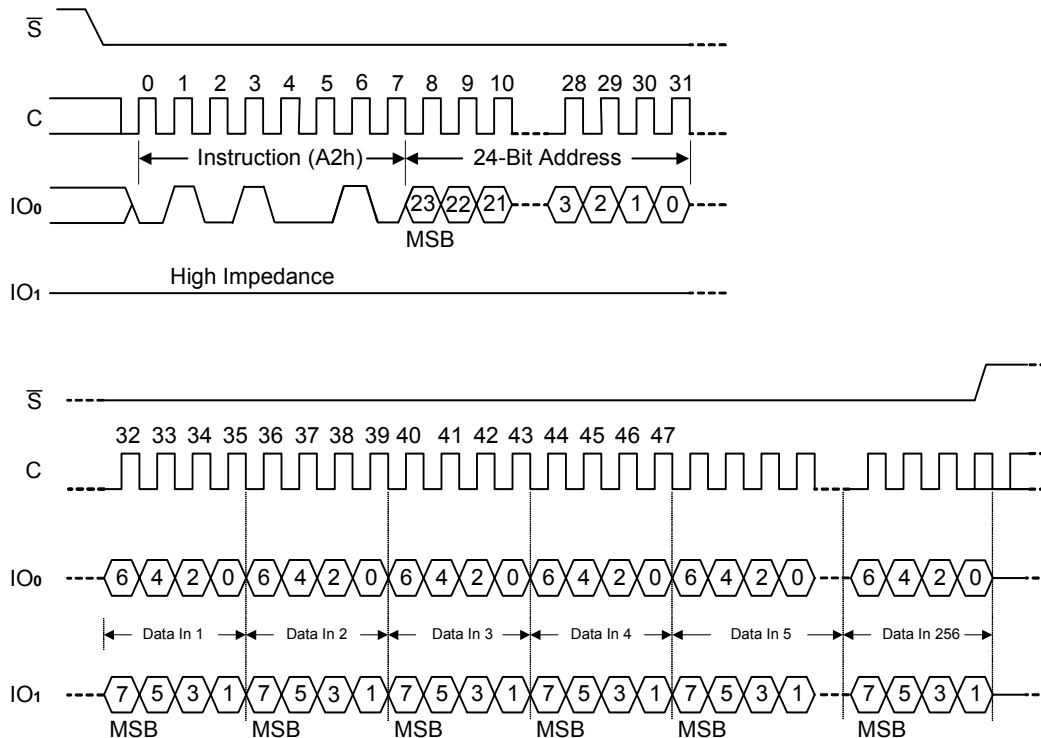 S̅
0 1 2 3 4 5 6 7 8 9 10 28 29 30 31
C
Instruction (A2h) 24-Bit Address
IO₀ 23 22 21 3 2 1 0
MSB
High Impedance
IO₁
S̅
32 33 34 35 36 37 38 39 40 41 42 43 44 45 46 47
C
IO₀ 6 4 2 0 6 4 2 0 6 4 2 0 6 4 2 0 6 4 2 0 6 4 2 0
Data In 1 Data In 2 Data In 3 Data In 4 Data In 5 Data In 256
IO₁ 7 5 3 1 7 5 3 1 7 5 3 1 7 5 3 1 7 5 3 1 7 5 3 1
MSB MSB MSB MSB MSB MSB